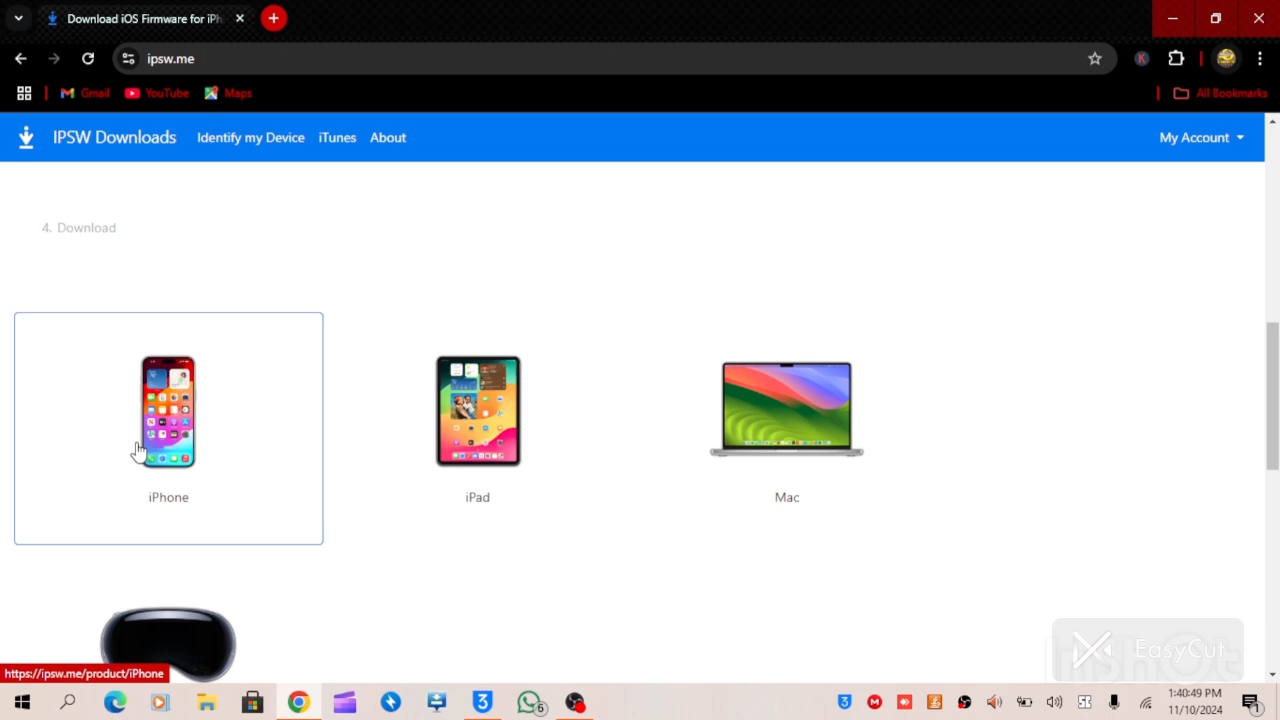 Download iOS Firmware for iPh
ipsw.me
Gmail YouTube Maps All Bookmarks
IPSW Downloads Identify my Device iTunes About My Account
4. Download
iPhone iPad Mac
EasyCut
https://ipsw.me/product/iPhone
6 1:40:49 PM
11/10/2024 1